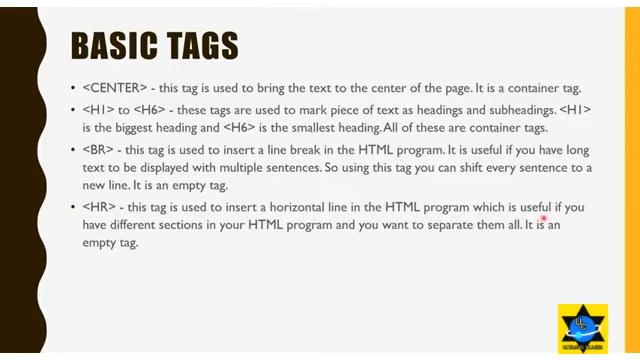 BASIC TAGS
• <CENTER> - this tag is used to bring the text to the center of the page. It is a container tag.
• <H1> to <H6> - these tags are used to mark piece of text as headings and subheadings. <H1>
is the biggest heading and <H6> is the smallest heading. All of these are container tags.
• <BR> - this tag is used to insert a line break in the HTML program. It is useful if you have long
text to be displayed with multiple sentences. So using this tag you can shift every sentence to a
new line. It is an empty tag.
• <HR> - this tag is used to insert a horizontal line in the HTML program which is useful if you
have different sections in your HTML program and you want to separate them all. It is an
empty tag.
UC